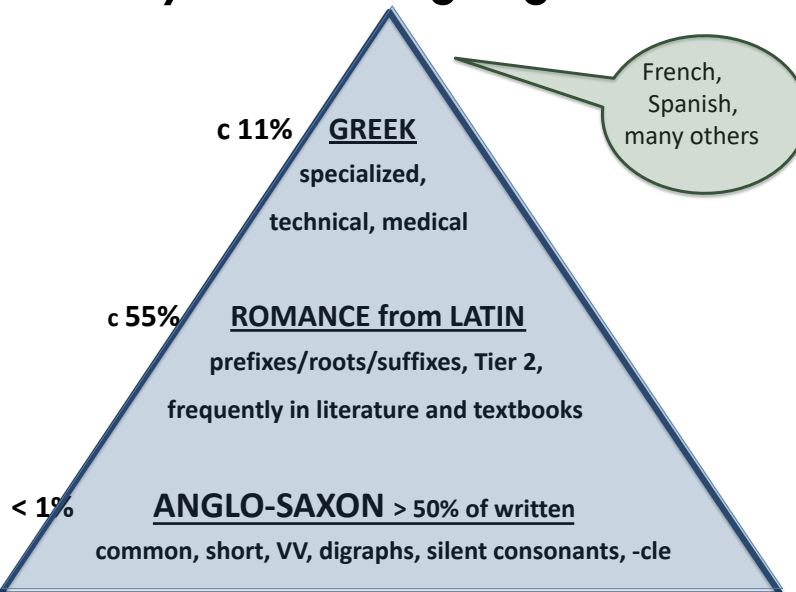 French,
Spanish,
many others
c 11% GREEK
specialized,
technical, medical
c 55% ROMANCE from LATIN
prefixes/roots/suffixes, Tier 2,
frequently in literature and textbooks
< 1% ANGLO-SAXON > 50% of written
common, short, VV, digraphs, silent consonants, -cle